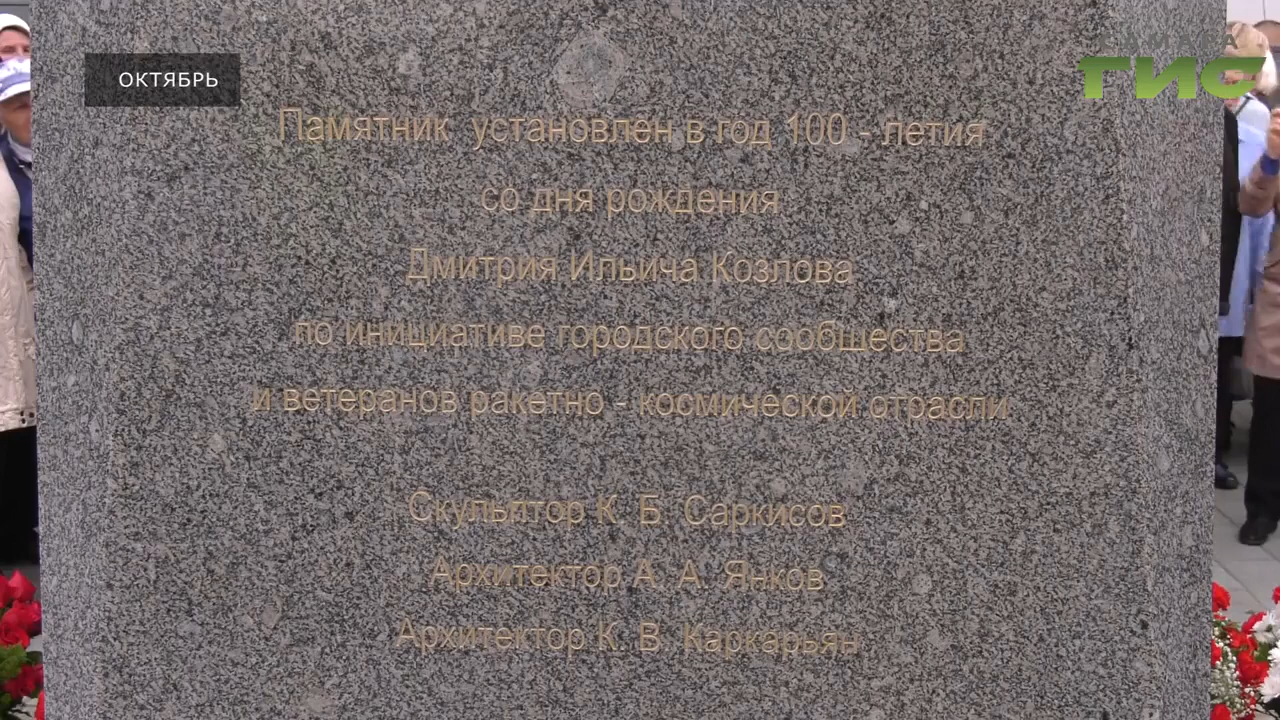 ОКТЯБРЬ
САМАРА
ГИС
Памятник установлен в год 100 - летия
со дня рождения
Дмитрия Ильича Козлова
по инициативе городского сообщества
и ветеранов ракетно - космической отрасли
Скульптор К. Б. Саркисов
Архитектор А. А. Янков
Архитектор К. В. Каркарьян